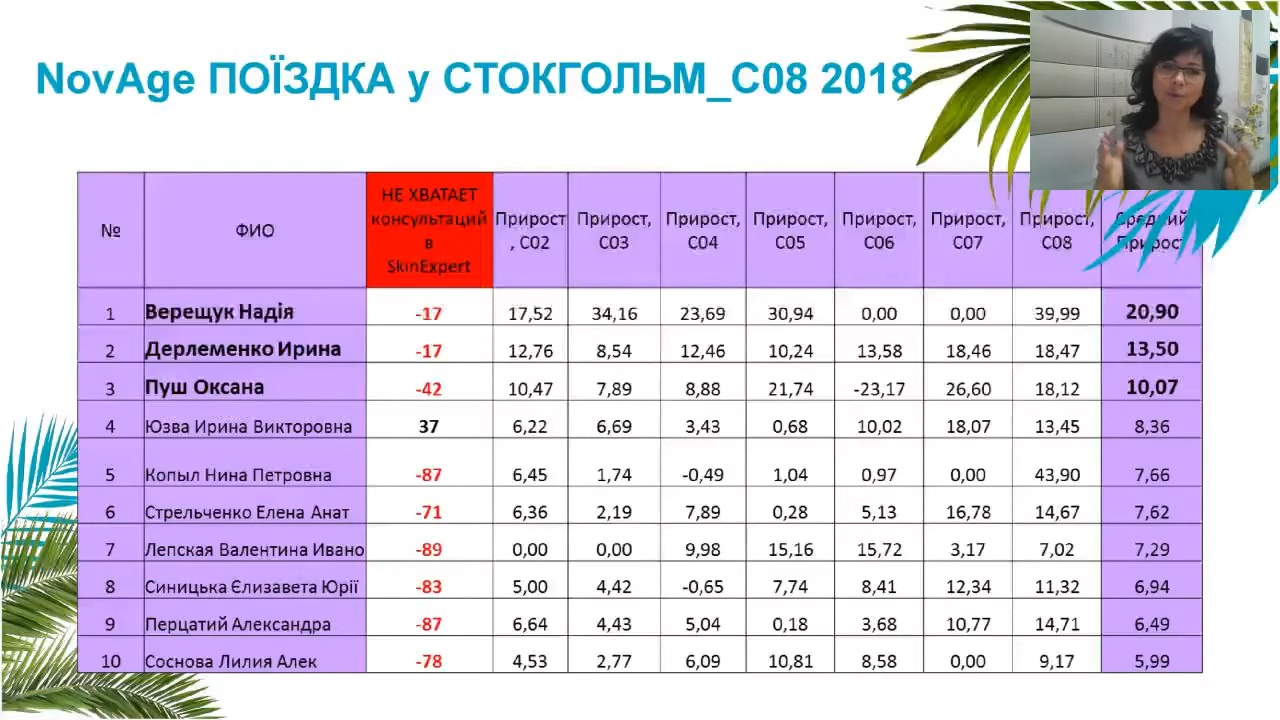 NovAge ПОЇЗДКА у СТОКГОЛЬМ_С08 2018
№ ФИО НЕ ХВАТАЕТ консультаций в SkinExpert Прирост, С02 Прирост, С03 Прирост, С04 Прирост, С05 Прирост, С06 Прирост, С07 Прирост, С08 Средний Прирост
1 Верещук Надія -17 17,52 34,16 23,69 30,94 0,00 0,00 39,99 20,90
2 Дерлеменко Ирина -17 12,76 8,54 12,46 10,24 13,58 18,46 18,47 13,50
3 Пуш Оксана -42 10,47 7,89 8,88 21,74 -23,17 26,60 18,12 10,07
4 Юзва Ирина Викторовна 37 6,22 6,69 3,43 0,68 10,02 18,07 13,45 8,36
5 Копыл Нина Петровна -87 6,45 1,74 -0,49 1,04 0,97 0,00 43,90 7,66
6 Стрельченко Елена Анат -71 6,36 2,19 7,89 0,28 5,13 16,78 14,67 7,62
7 Лепская Валентина Ивано -89 0,00 0,00 9,98 15,16 15,72 3,17 7,02 7,29
8 Синицька Єлизавета Юрії -83 5,00 4,42 -0,65 7,74 8,41 12,34 11,32 6,94
9 Перцатий Александра -87 6,64 4,43 5,04 0,18 3,68 10,77 14,71 6,49
10 Соснова Лилия Алек -78 4,53 2,77 6,09 10,81 8,58 0,00 9,17 5,99